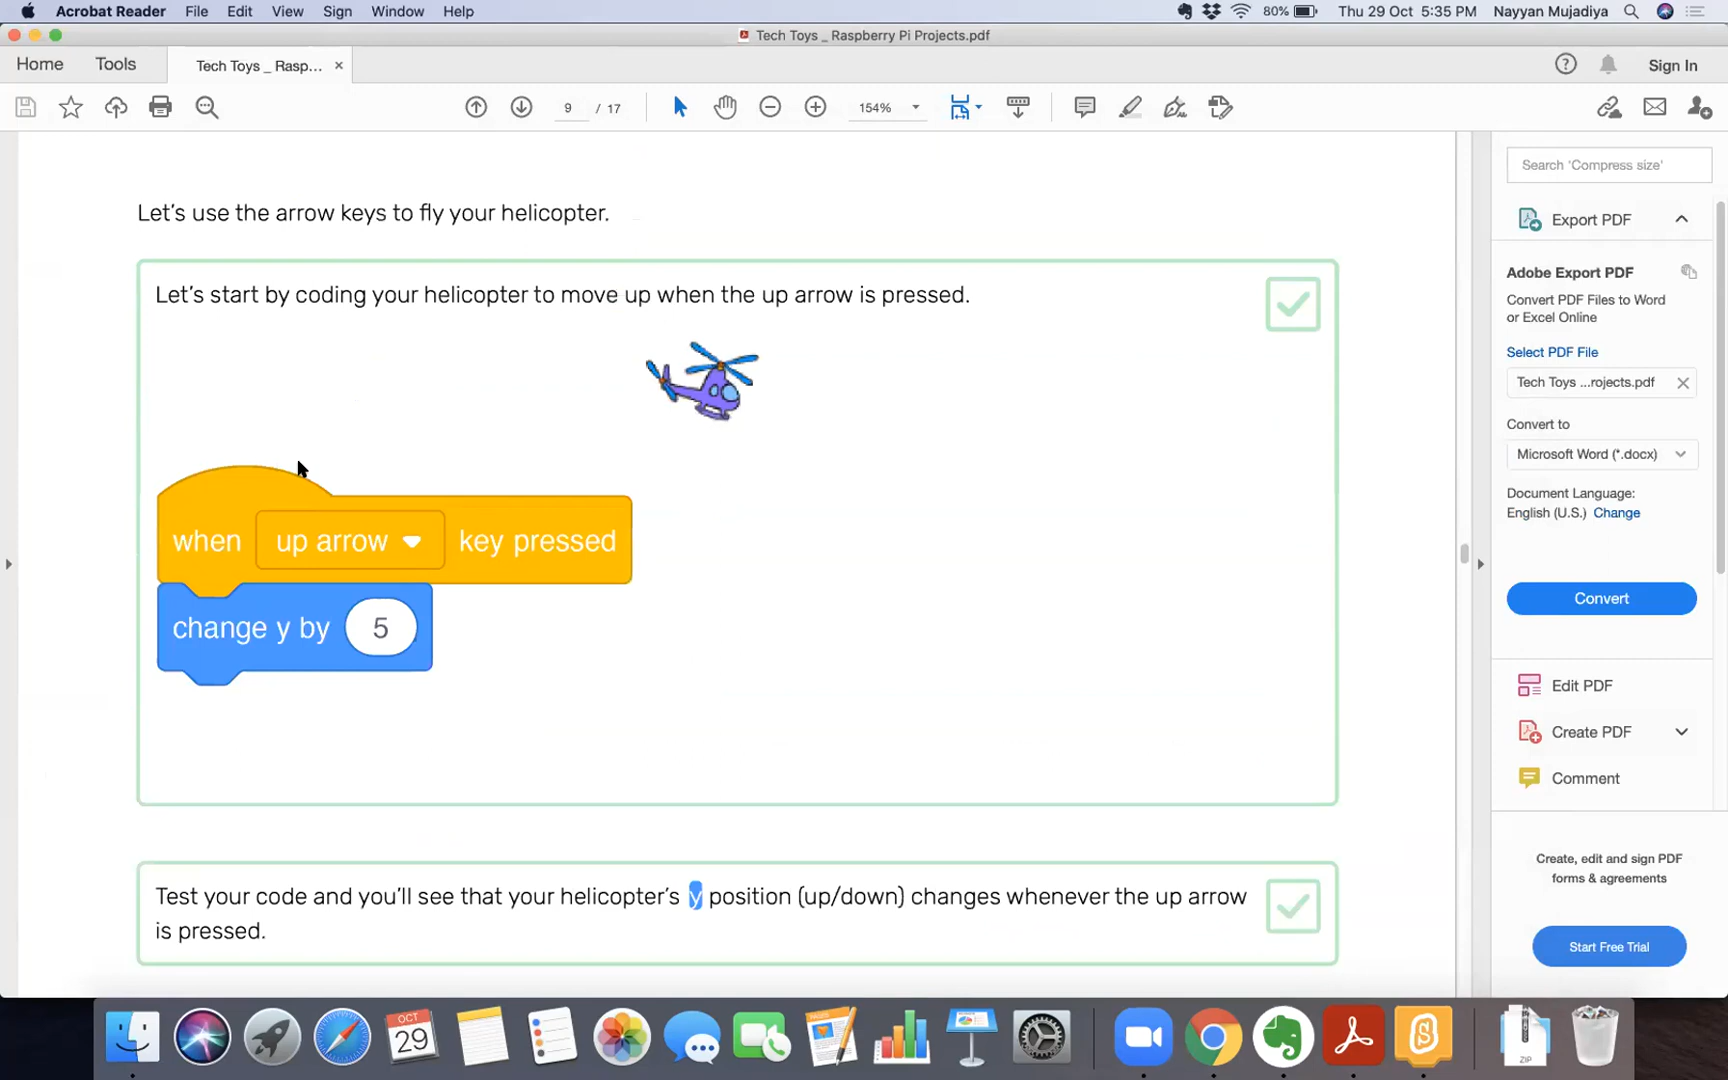 Acrobat Reader File Edit View Sign Window Help 80% Thu 29 Oct 5:35 PM Nayyan Mujadiya
Tech Toys _ Raspberry Pi Projects.pdf
Home Tools Tech Toys _ Rasp... × Sign In
9 / 17 154%
Let's use the arrow keys to fly your helicopter.
Let's start by coding your helicopter to move up when the up arrow is pressed.
when up arrow key pressed
change y by 5
Test your code and you'll see that your helicopter's y position (up/down) changes whenever the up arrow
is pressed.
Search 'Compress size'
Export PDF
Adobe Export PDF
Convert PDF Files to Word
or Excel Online
Select PDF File
Tech Toys ...rojects.pdf
Convert to
Microsoft Word (*.docx)
Document Language:
English (U.S.) Change
Convert
Edit PDF
Create PDF
Comment
Create, edit and sign PDF
forms & agreements
Start Free Trial
OCT
29
PAGES
ZIP